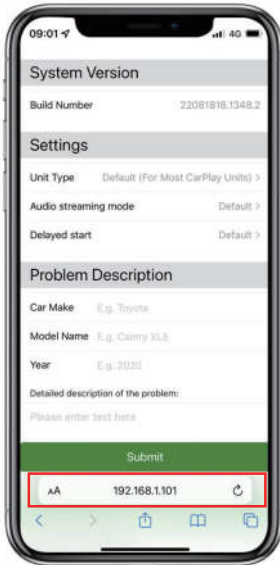 09:01 4G
System Version
Build Number 22081818.1348.2
Settings
Unit Type Default (For Most CarPlay Units) >
Audio streaming mode Default >
Delayed start Default >
Problem Description
Car Make E.g. Toyota
Model Name E.g. Camry XLE
Year E.g. 2020
Detailed description of the problem:
Please enter text here
Submit
AA 192.168.1.101